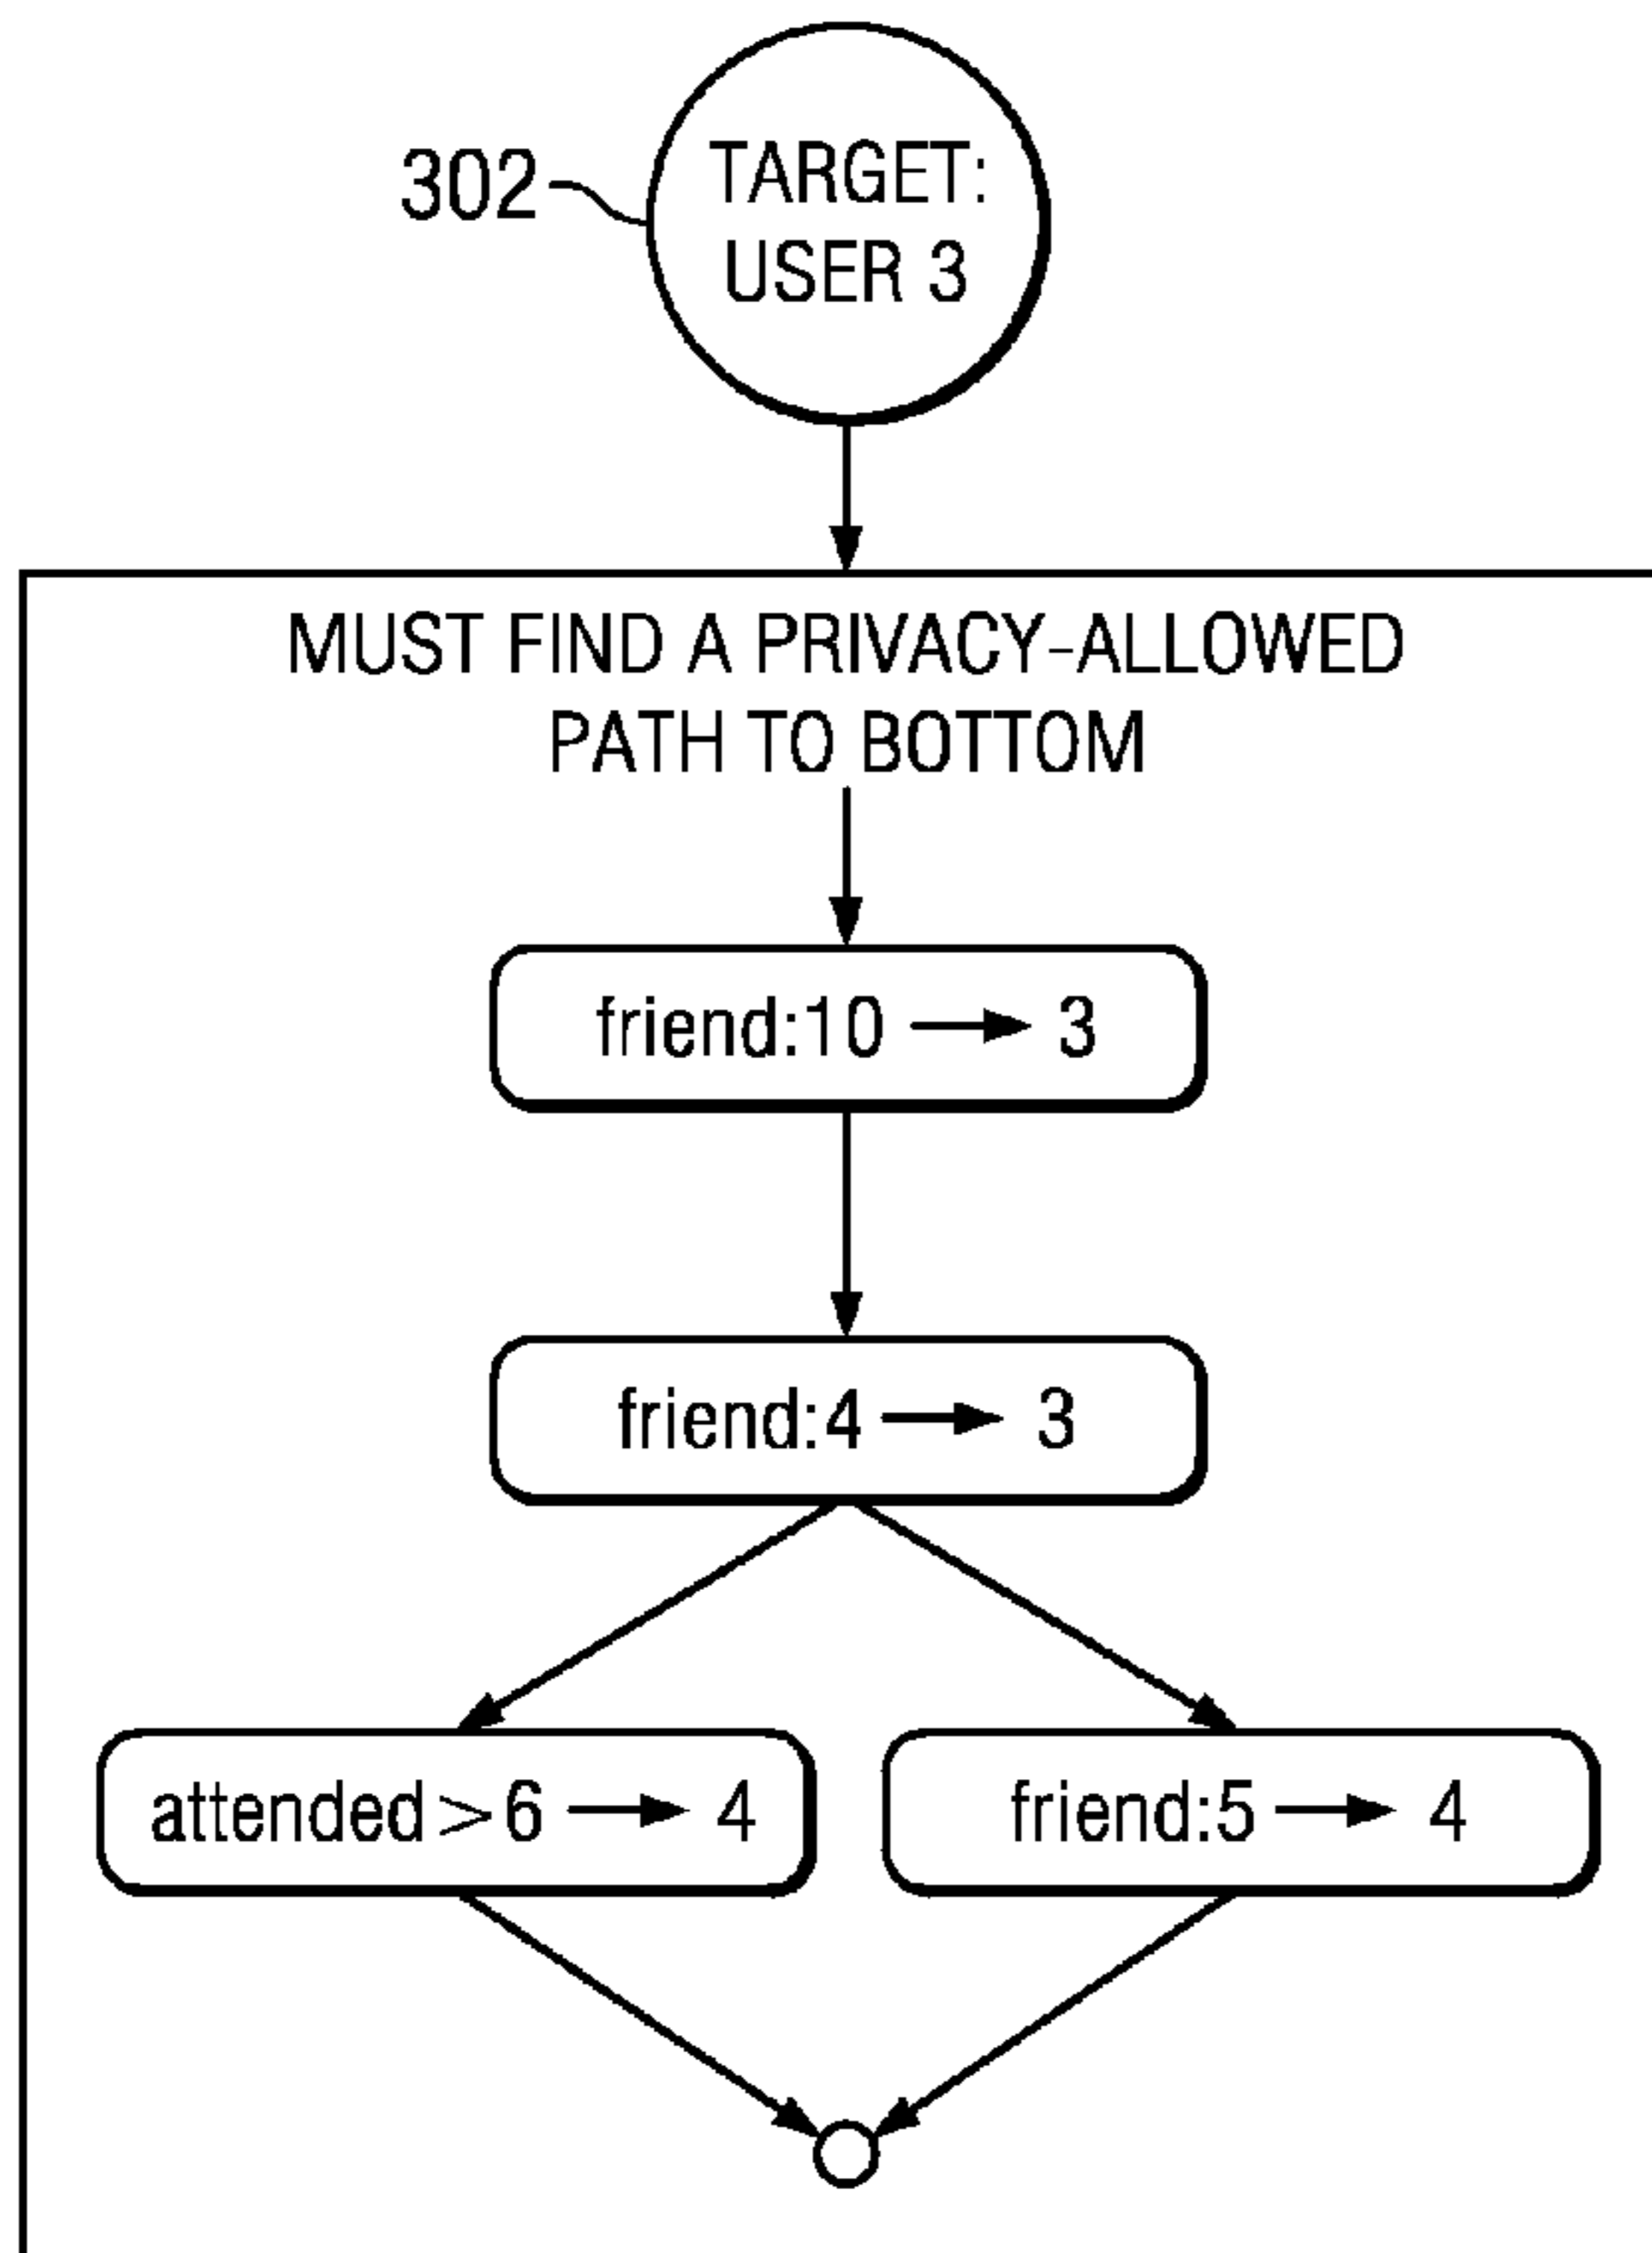 302
TARGET:
USER 3
MUST FIND A PRIVACY-ALLOWED
PATH TO BOTTOM
friend:10 → 3
friend:4 → 3
attended > 6 → 4
friend:5 → 4